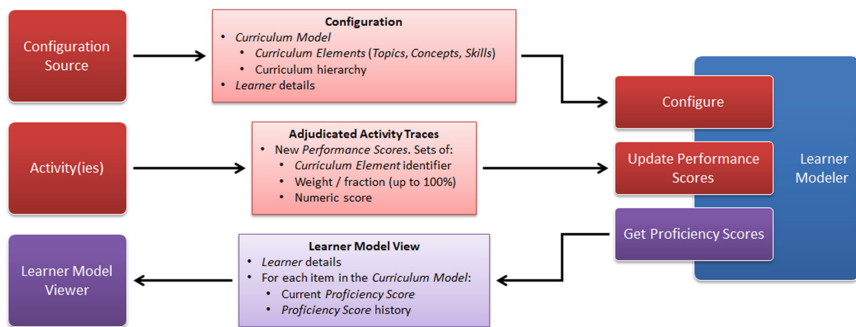 Configuration
Source
Configuration
Curriculum Model
Curriculum Elements (Topics, Concepts, Skills)
Curriculum hierarchy
Learner details
Configure
Activity(ies)
Adjudicated Activity Traces
New Performance Scores. Sets of:
Curriculum Element identifier
Weight / fraction (up to 100%)
Numeric score
Update Performance
Scores
Learner
Modeler
Learner Model
Viewer
Learner Model View
Learner details
For each item in the Curriculum Model:
Current Proficiency Score
Proficiency Score history
Get Proficiency Scores